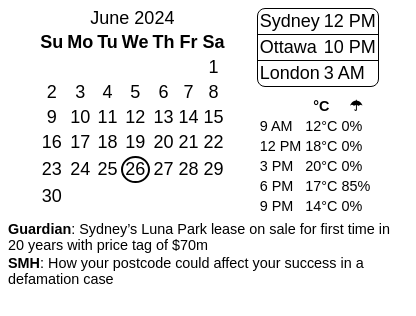 June 2024
Su Mo Tu We Th Fr Sa
1
2 3 4 5 6 7 8
9 10 11 12 13 14 15
16 17 18 19 20 21 22
23 24 25 26 27 28 29
30
Sydney 12 PM
Ottawa 10 PM
London 3 AM
°C ☂
9 AM 12°C 0%
12 PM 18°C 0%
3 PM 20°C 0%
6 PM 17°C 85%
9 PM 14°C 0%
Guardian: Sydney’s Luna Park lease on sale for first time in
20 years with price tag of $70m
SMH: How your postcode could affect your success in a
defamation case